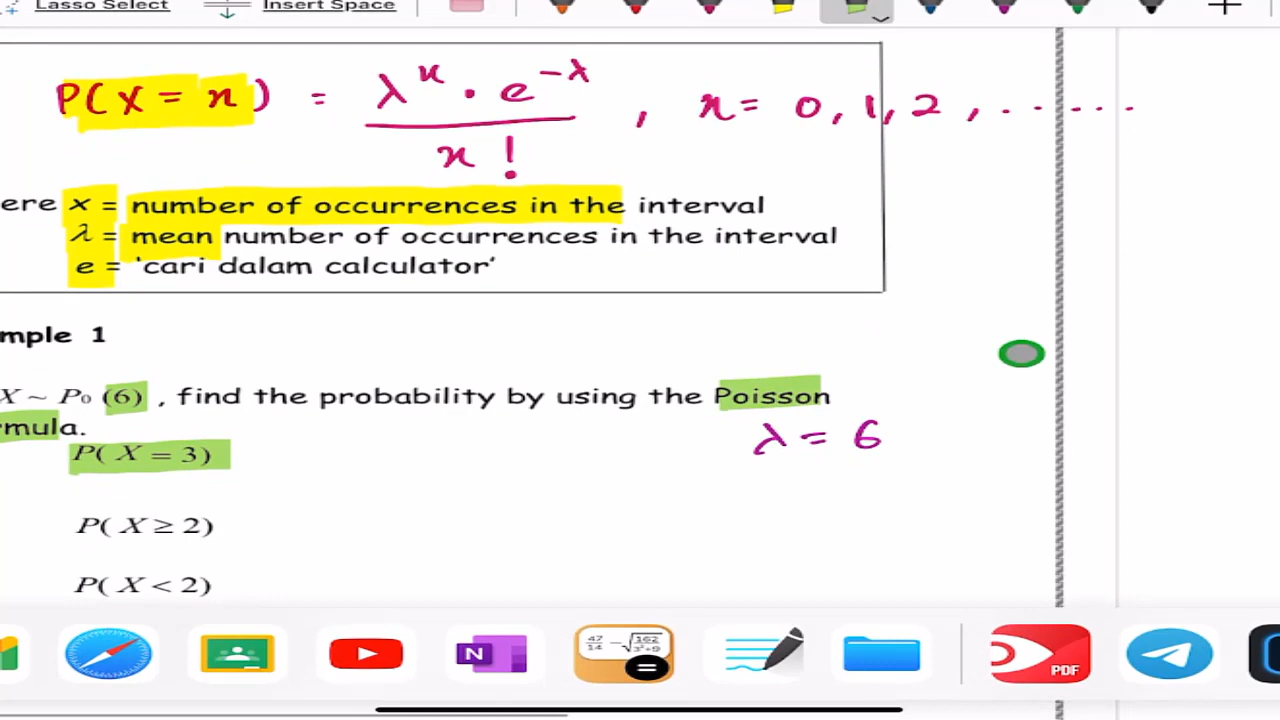 Lasso Select Insert Space
P(X = x) = λ^x · e^-λ / x! , x = 0, 1, 2, ......
ere x = number of occurrences in the interval
λ = mean number of occurrences in the interval
e = 'cari dalam calculator'
mple 1
X ~ P₀ (6) , find the probability by using the Poisson
rmula.
λ = 6
P( X = 3)
P( X ≥ 2)
P( X < 2)
N
PDF